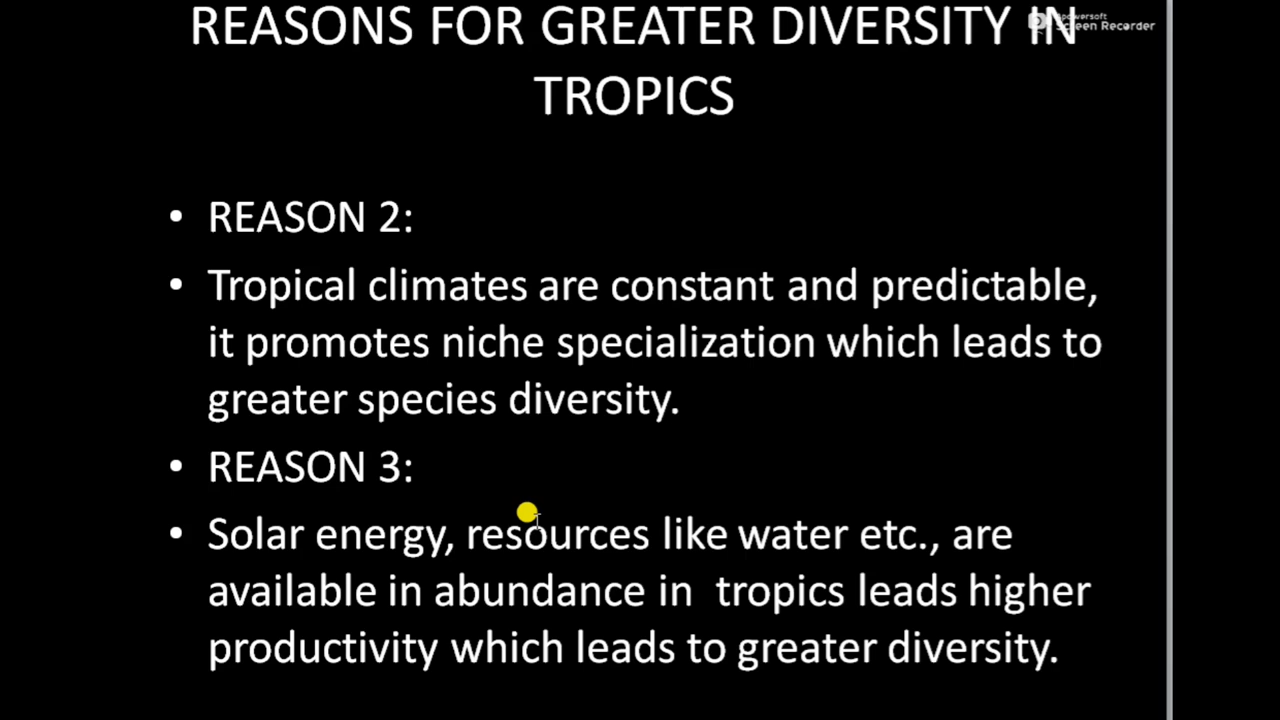 REASONS FOR GREATER DIVERSITY IN
TROPICS
Screen Recorder
• REASON 2:
• Tropical climates are constant and predictable,
it promotes niche specialization which leads to
greater species diversity.
• REASON 3:
• Solar energy, resources like water etc., are
available in abundance in  tropics leads higher
productivity which leads to greater diversity.